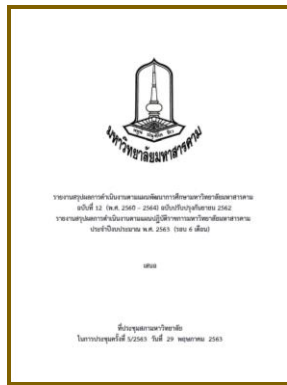 มหาวิทยาลัยมหาสารคาม
รายงานสรุปผลการดำเนินงานตามแผนพัฒนาการศึกษามหาวิทยาลัยมหาสารคาม
ฉบับที่ 12 (พ.ศ. 2560 - 2564) ฉบับปรับปรุงกันยายน 2562
รายงานสรุปผลการดำเนินงานตามแผนปฏิบัติราชการมหาวิทยาลัยมหาสารคาม
ประจำปีงบประมาณ พ.ศ. 2563 (รอบ 6 เดือน)
เสนอ
ที่ประชุมสภามหาวิทยาลัย
ในการประชุมครั้งที่ 5/2563 วันที่ 29 พฤษภาคม 2563